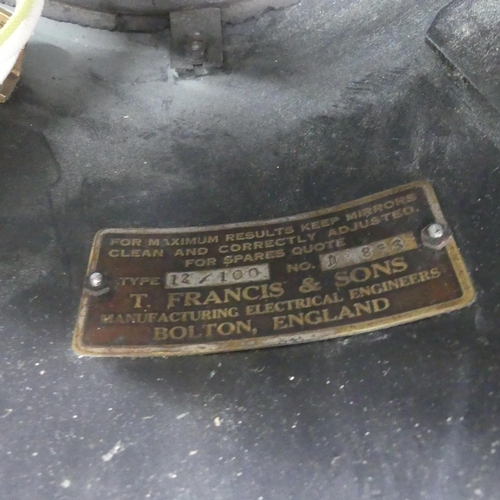 FOR MAXIMUM RESULTS KEEP MIRRORS
CLEAN AND CORRECTLY ADJUSTED.
FOR SPARES QUOTE
TYPE 12/100 NO.
T. FRANCIS & SONS
MANUFACTURING ELECTRICAL ENGINEERS
BOLTON, ENGLAND